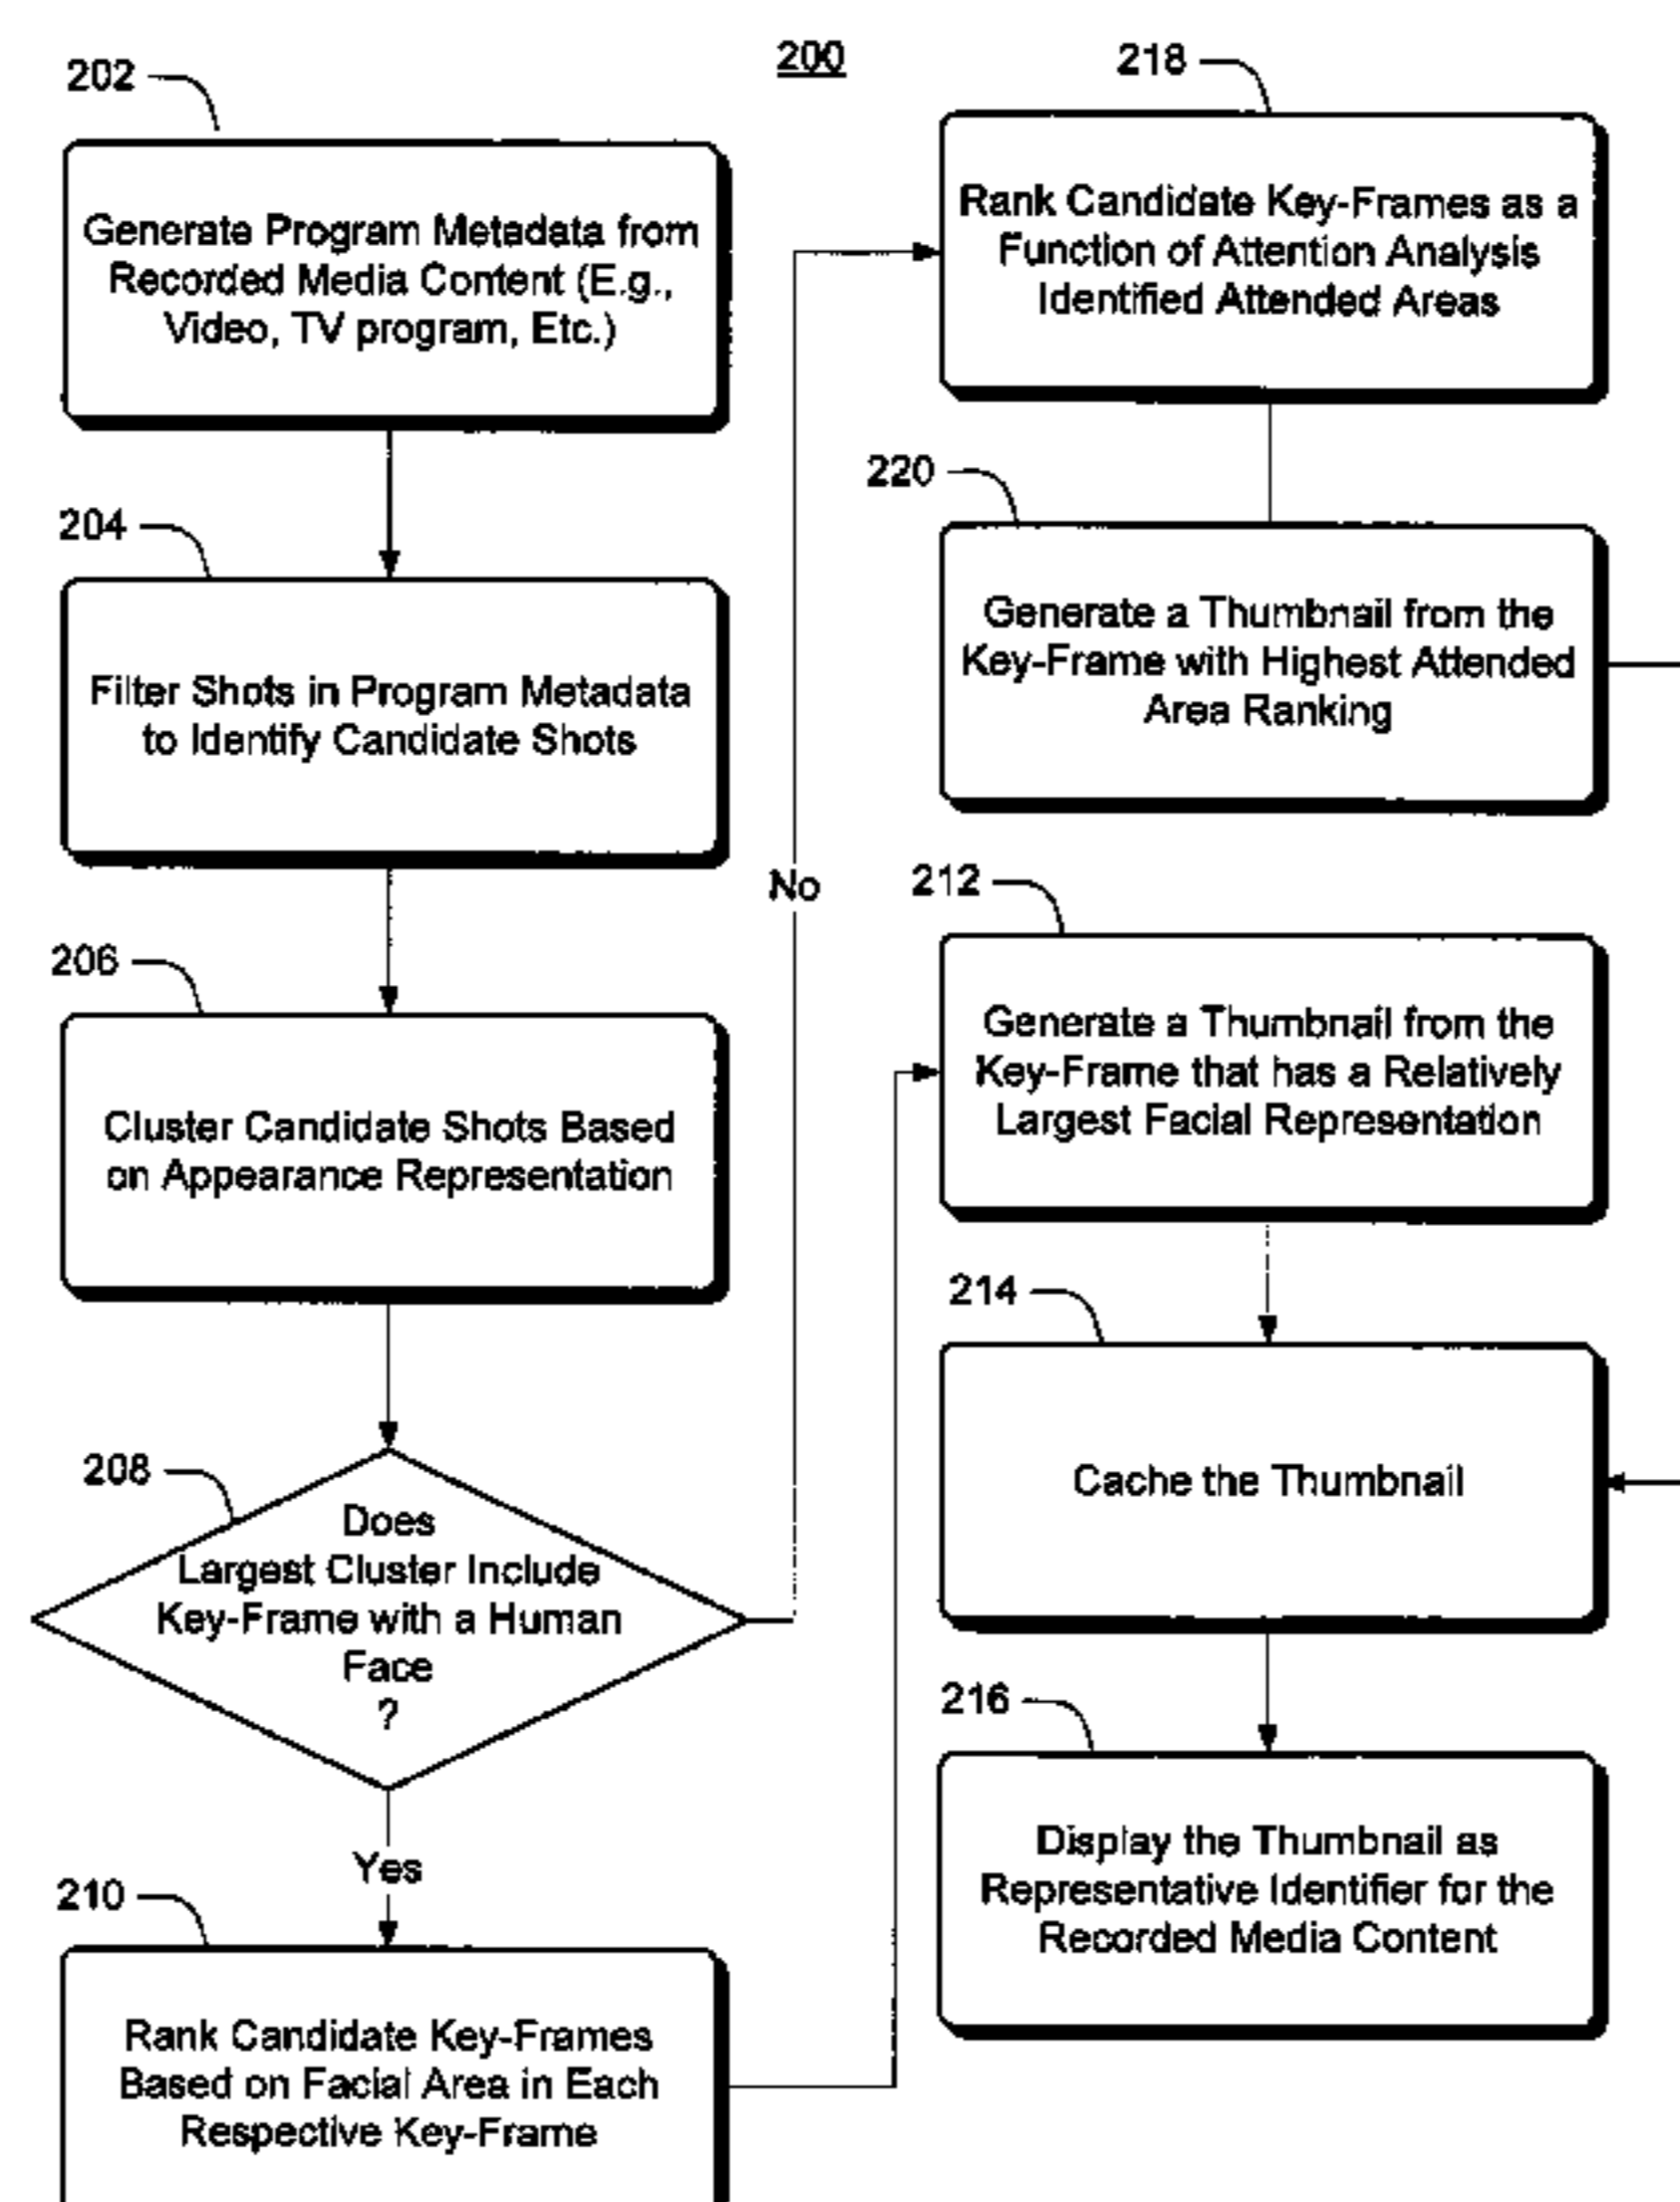 200
202
Generate Program Metadata from
Recorded Media Content (E.g.,
Video, TV program, Etc.)
204
Filter Shots in Program Metadata
to Identify Candidate Shots
206
Cluster Candidate Shots Based
on Appearance Representation
208
Does
Largest Cluster Include
Key-Frame with a Human
Face
?
Yes
No
210
Rank Candidate Key-Frames
Based on Facial Area in Each
Respective Key-Frame
218
Rank Candidate Key-Frames as a
Function of Attention Analysis
Identified Attended Areas
220
Generate a Thumbnail from the
Key-Frame with Highest Attended
Area Ranking
212
Generate a Thumbnail from the
Key-Frame that has a Relatively
Largest Facial Representation
214
Cache the Thumbnail
216
Display the Thumbnail as
Representative Identifier for the
Recorded Media Content